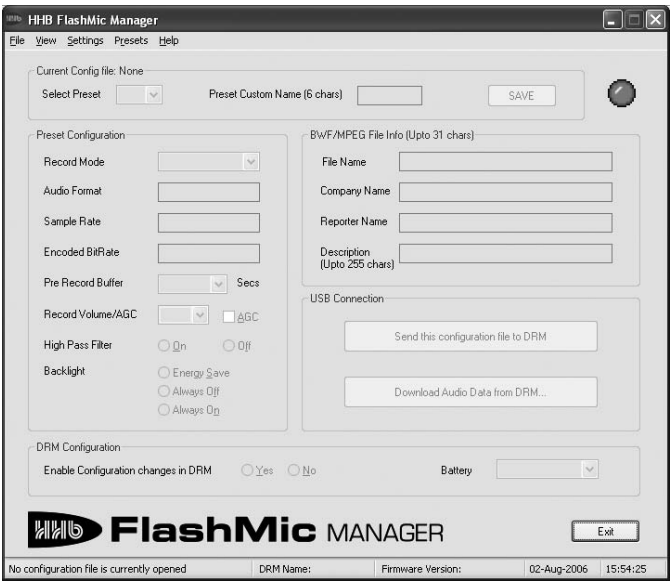 HHB FlashMic Manager
File View Settings Presets Help
Current Config file: None
Select Preset
Preset Custom Name (6 chars)
SAVE
Preset Configuration
Record Mode
Audio Format
Sample Rate
Encoded BitRate
Pre Record Buffer
Secs
Record Volume/AGC
AGC
High Pass Filter
On
Off
Backlight
Energy Save
Always Off
Always On
BWF/MPEG File Info (Upto 31 chars)
File Name
Company Name
Reporter Name
Description
(Upto 255 chars)
USB Connection
Send this configuration file to DRM
Download Audio Data from DRM...
DRM Configuration
Enable Configuration changes in DRM
Yes
No
Battery
HHB FlashMic MANAGER
Exit
No configuration file is currently opened
DRM Name:
Firmware Version:
02-Aug-2006
15:54:25